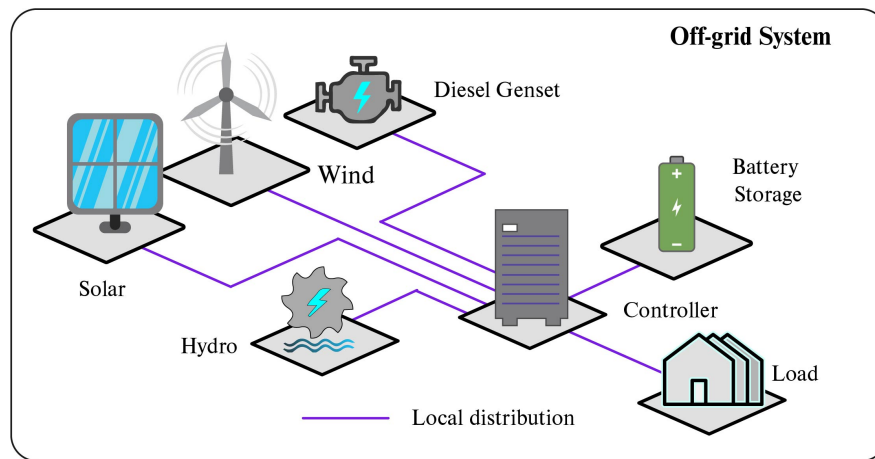 Off-grid System
Diesel Genset
Wind
Battery
Storage
Solar
Controller
Hydro
Load
Local distribution